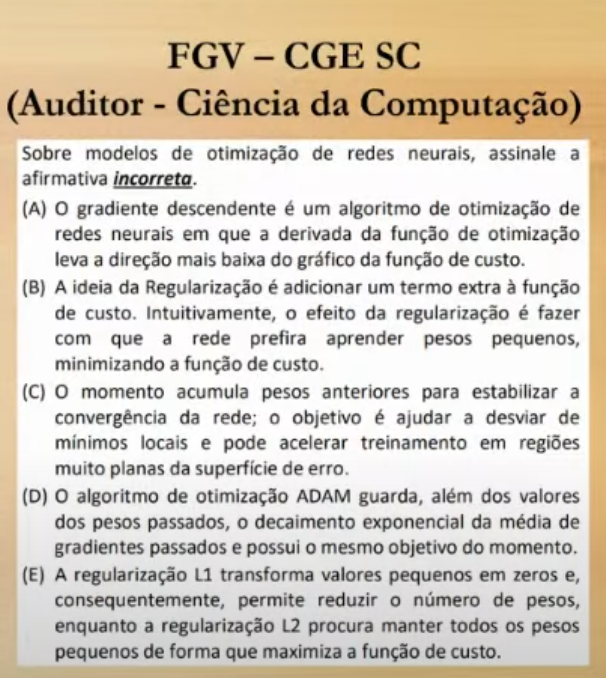 FGV – CGE SC
(Auditor - Ciência da Computação)
Sobre modelos de otimização de redes neurais, assinale a
afirmativa incorreta.
(A) O gradiente descendente é um algoritmo de otimização de
redes neurais em que a derivada da função de otimização
leva a direção mais baixa do gráfico da função de custo.
(B) A ideia da Regularização é adicionar um termo extra à função
de custo. Intuitivamente, o efeito da regularização é fazer
com que a rede prefira aprender pesos pequenos,
minimizando a função de custo.
(C) O momento acumula pesos anteriores para estabilizar a
convergência da rede; o objetivo é ajudar a desviar de
mínimos locais e pode acelerar treinamento em regiões
muito planas da superfície de erro.
(D) O algoritmo de otimização ADAM guarda, além dos valores
dos pesos passados, o decaimento exponencial da média de
gradientes passados e possui o mesmo objetivo do momento.
(E) A regularização L1 transforma valores pequenos em zeros e,
consequentemente, permite reduzir o número de pesos,
enquanto a regularização L2 procura manter todos os pesos
pequenos de forma que maximiza a função de custo.